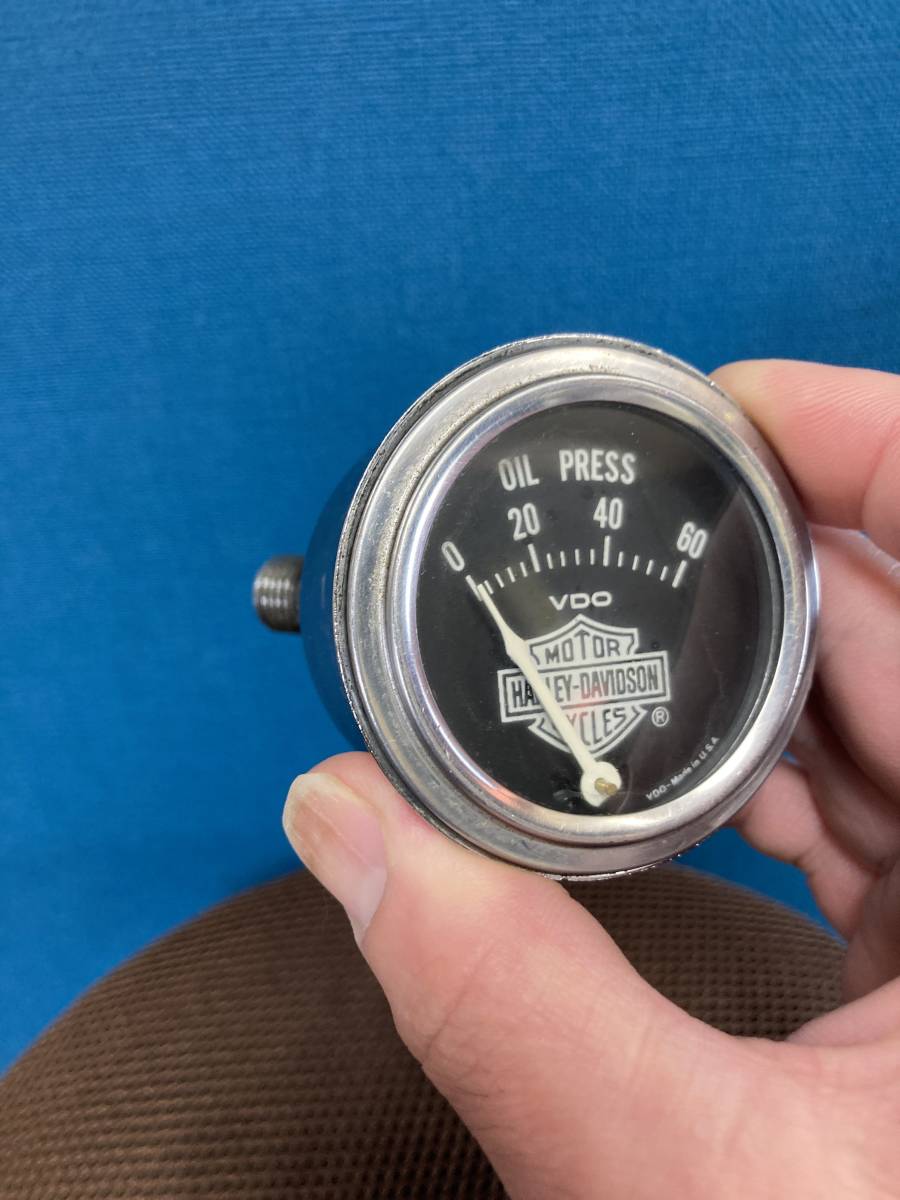 OIL PRESS
0 20 40 60
VDO
MOTOR
HARLEY-DAVIDSON
CYCLES
®
VDO-Made in U.S.A.